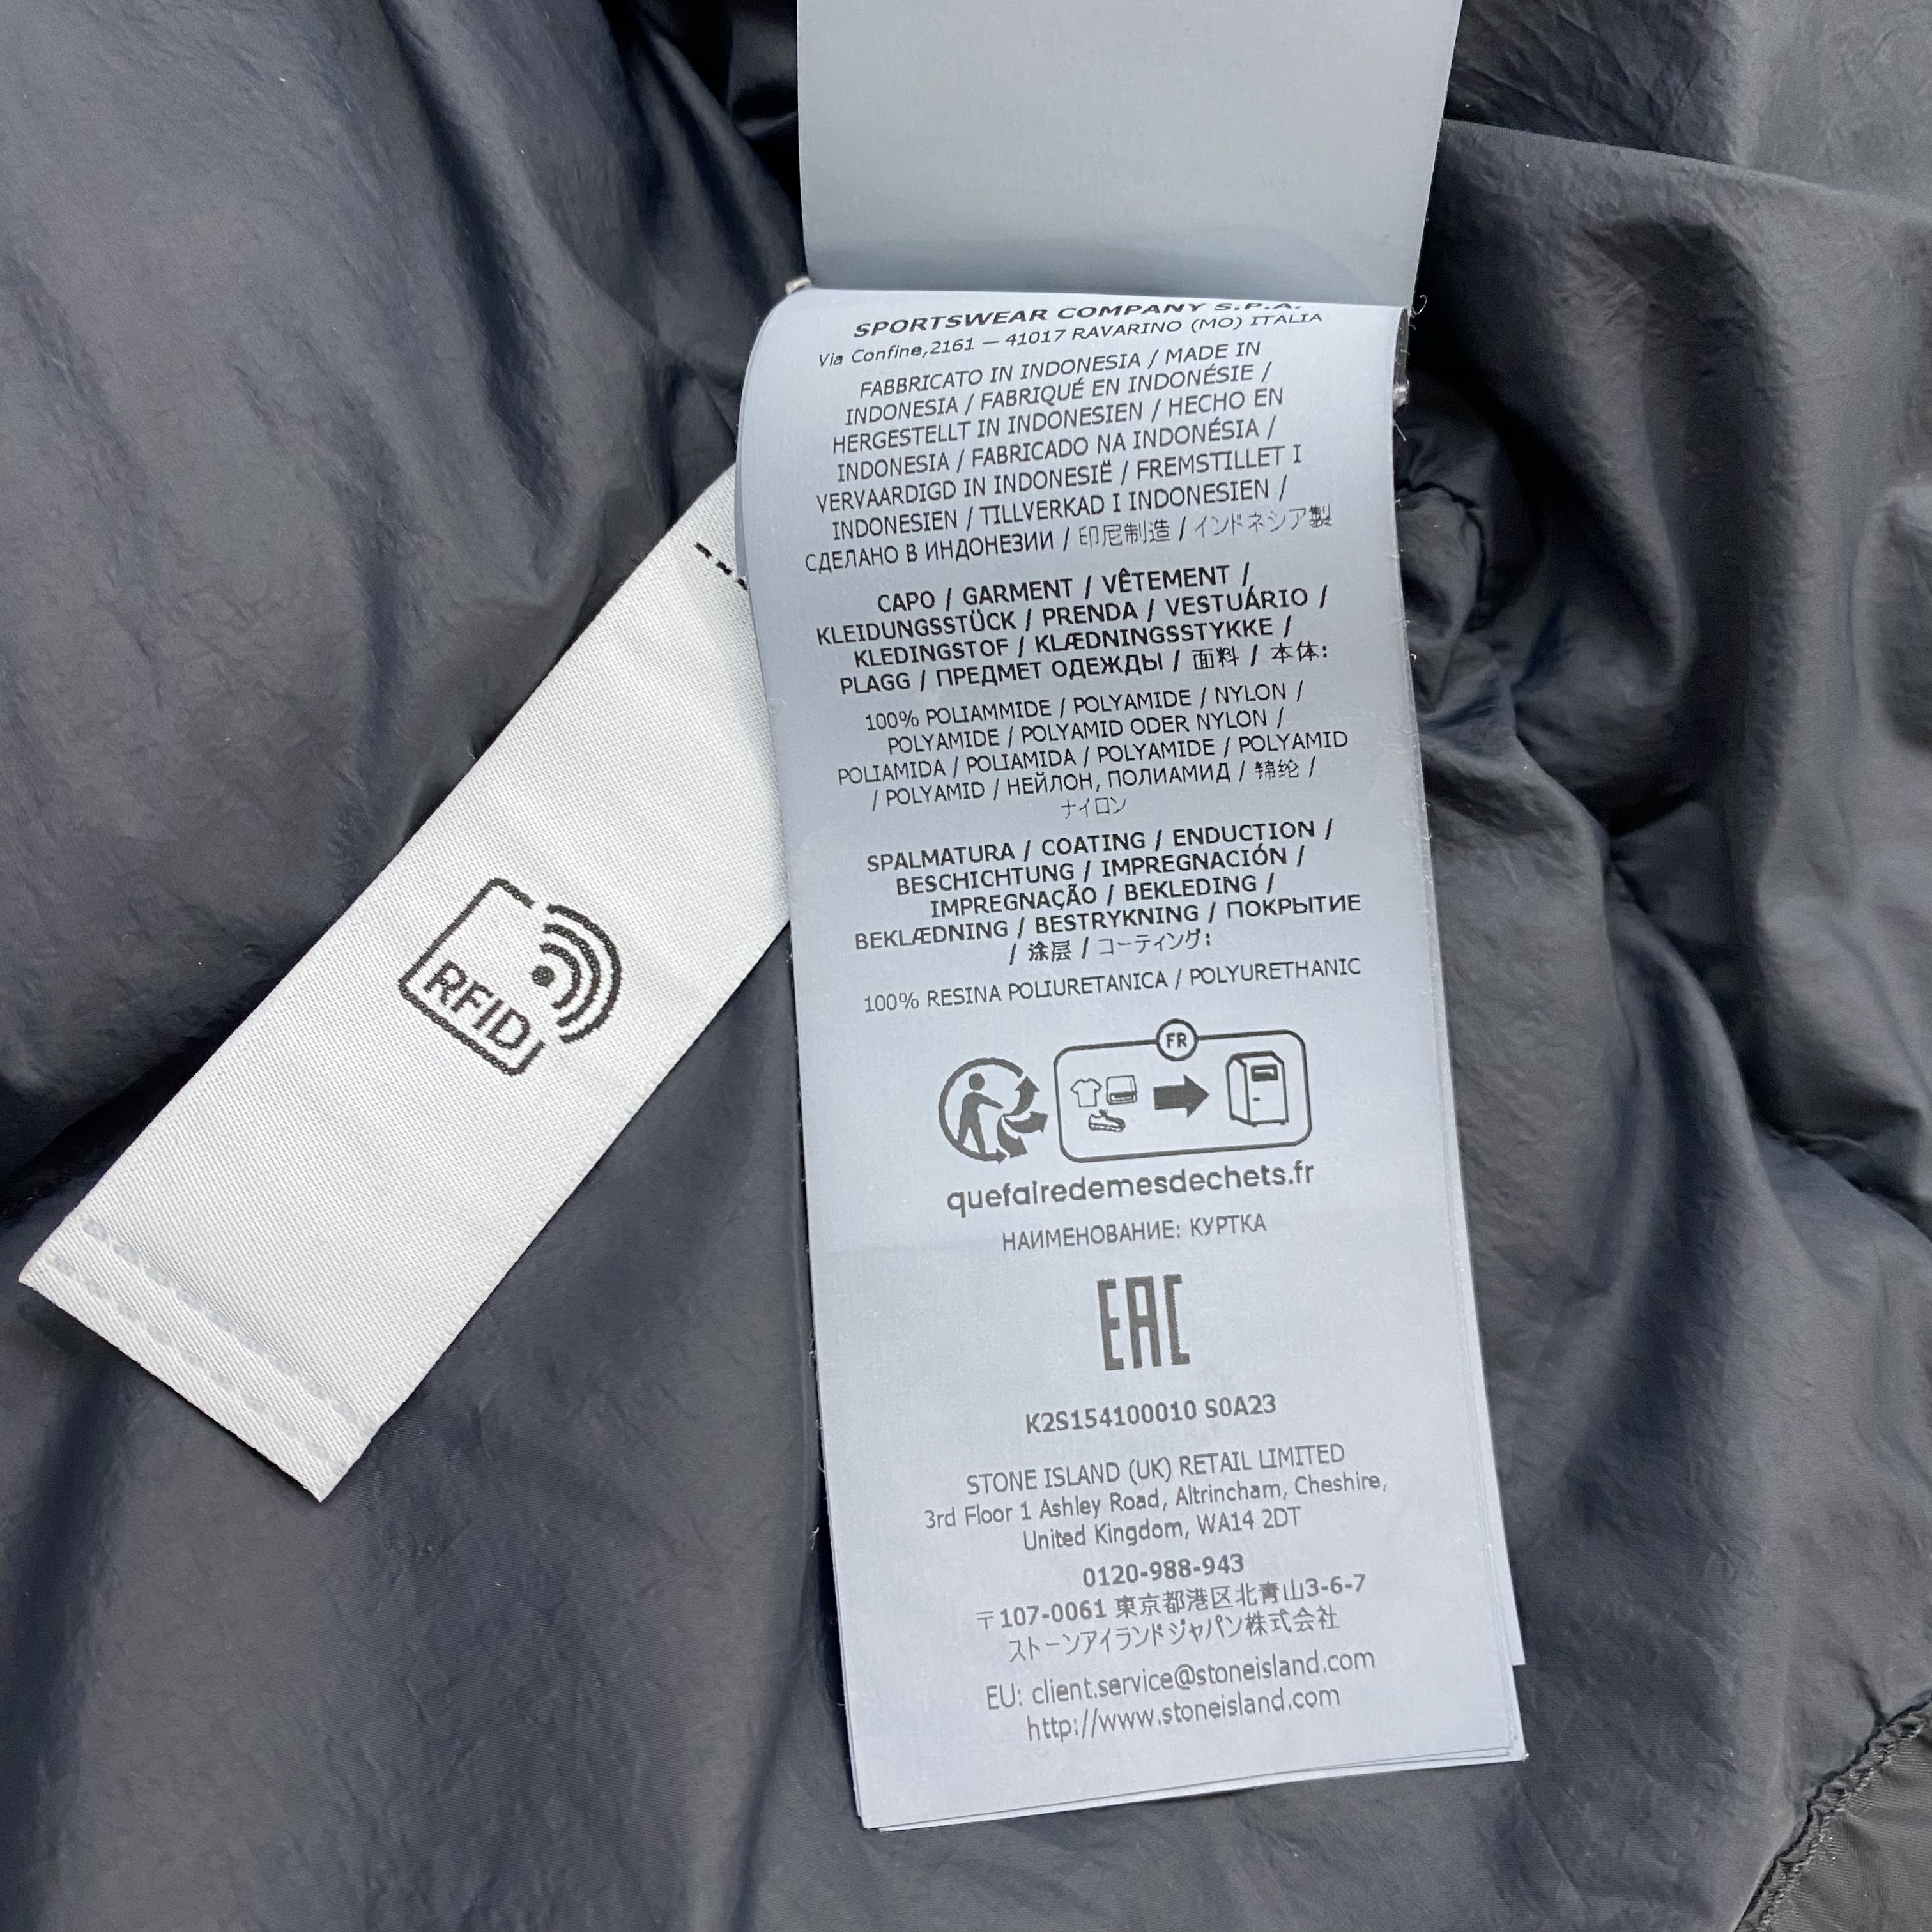 SPORTSWEAR COMPANY S.P.A.
Via Confine,2161 — 41017 RAVARINO (MO) ITALIA
FABBRICATO IN INDONESIA / MADE IN
INDONESIA / FABRIQUÉ EN INDONÉSIE /
HERGESTELLT IN INDONESIEN / HECHO EN
INDONESIA / FABRICADO NA INDONÉSIA /
VERVAARDIGD IN INDONESIË / FREMSTILLET I
INDONESIEN / TILLVERKAD I INDONESIEN /
СДЕЛАНО В ИНДОНЕЗИИ / 印尼制造 / インドネシア製
CAPO / GARMENT / VÊTEMENT /
KLEIDUNGSSTÜCK / PRENDA / VESTUÁRIO /
KLEDINGSTOF / KLÆDNINGSSTYKKE /
PLAGG / ПРЕДМЕТ ОДЕЖДЫ / 面料 / 本体:
100% POLIAMMIDE / POLYAMIDE / NYLON /
POLYAMIDE / POLYAMID ODER NYLON /
POLIAMIDA / POLIAMIDA / POLYAMIDE / POLYAMID
/ POLYAMID / НЕЙЛОН, ПОЛИАМИД / 锦纶 /
ナイロン
SPALMATURA / COATING / ENDUCTION /
BESCHICHTUNG / IMPREGNACIÓN /
IMPREGNAÇÃO / BEKLEDING /
BEKLÆDNING / BESTRYKNING / ПОКРЫТИЕ
/ 涂层 / コーティング:
100% RESINA POLIURETANICA / POLYURETHANIC
FR
quefairedemesdechets.fr
НАИМЕНОВАНИЕ: КУРТКА
EAC
K2S154100010 S0A23
STONE ISLAND (UK) RETAIL LIMITED
3rd Floor 1 Ashley Road, Altrincham, Cheshire,
United Kingdom, WA14 2DT
0120-988-943
〒107-0061 東京都港区北青山3-6-7
ストーンアイランドジャパン株式会社
EU: client.service@stoneisland.com
http://www.stoneisland.com
RFID